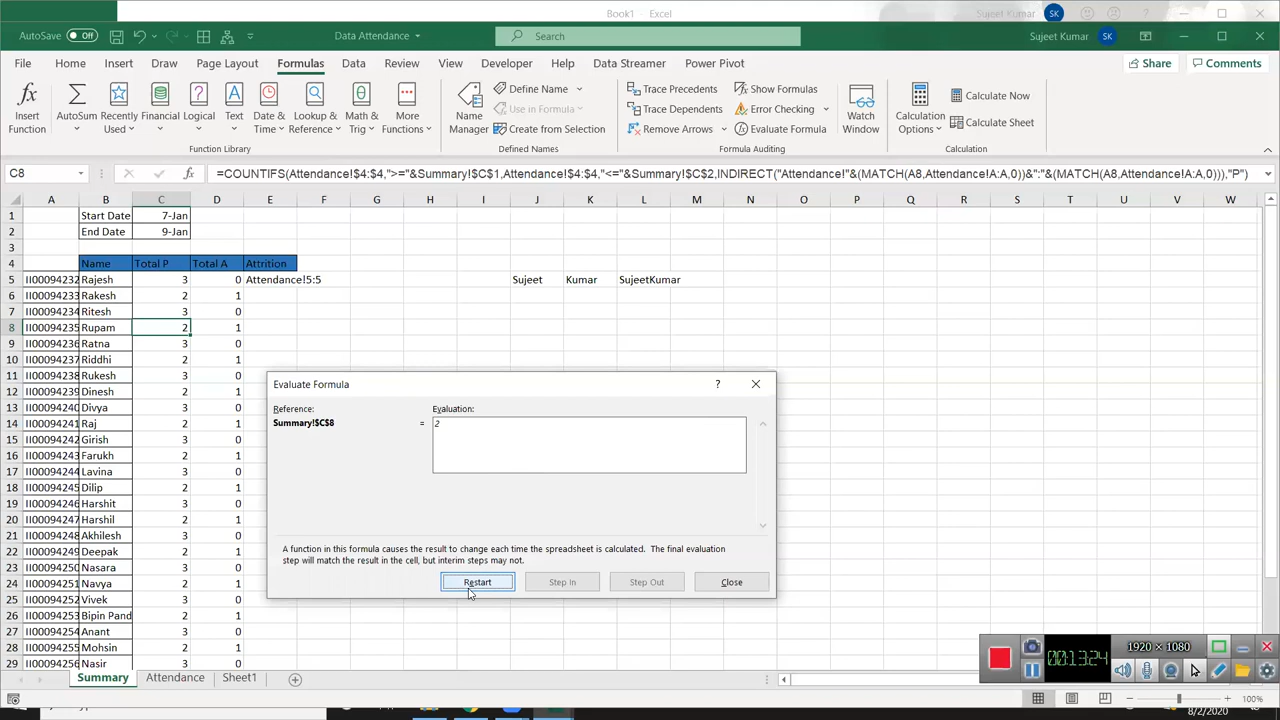 Book1 - Excel
Sujeet Kumar SK
AutoSave Off
Data Attendance
Search
Sujeet Kumar SK
File Home Insert Draw Page Layout Formulas Data Review View Developer Help Data Streamer Power Pivot Share Comments
Insert Function
AutoSum
Recently Used
Financial
Logical
Text
Date & Time
Lookup & Reference
Math & Trig
More Functions
Function Library
Name Manager
Define Name
Use in Formula
Create from Selection
Defined Names
Trace Precedents
Trace Dependents
Remove Arrows
Show Formulas
Error Checking
Evaluate Formula
Formula Auditing
Watch Window
Calculation Options
Calculate Now
Calculate Sheet
Calculation
C8 fx =COUNTIFS(Attendance!$4:$4,">="&Summary!$C$1,Attendance!$4:$4,"<="&Summary!$C$2,INDIRECT("Attendance!"&(MATCH(A8,Attendance!A:A,0))&":"&(MATCH(A8,Attendance!A:A,0))),"P")
A B C D E F G H I J K L M N O P Q R S T U V W
1 Start Date 7-Jan
2 End Date 9-Jan
3
4 Name Total P Total A Attrition
5 II00094232 Rajesh 3 0 Attendance!5:5 Sujeet Kumar SujeetKumar
6 II00094233 Rakesh 2 1
7 II00094234 Ritesh 3 0
8 II00094235 Rupam 2 1
9 II00094236 Ratna 3 0
10 II00094237 Riddhi 2 1
11 II00094238 Rukesh 3 0
12 II00094239 Dinesh 2 1
13 II00094240 Divya 3 0
14 II00094241 Raj 2 1
15 II00094242 Girish 3 0
16 II00094243 Farukh 2 1
17 II00094244 Lavina 3 0
18 II00094245 Dilip 2 1
19 II00094246 Harshit 3 0
20 II00094247 Harshil 2 1
21 II00094248 Akhilesh 3 0
22 II00094249 Deepak 2 1
23 II00094250 Nasara 3 0
24 II00094251 Navya 2 1
25 II00094252 Vivek 3 0
26 II00094253 Bipin Pand 2 1
27 II00094254 Anant 3 0
28 II00094255 Mohsin 2 1
29 II00094256 Nasir 3 0
Evaluate Formula ?
Reference: Evaluation:
Summary!$C$8 = 2
A function in this formula causes the result to change each time the spreadsheet is calculated. The final evaluation
step will match the result in the cell, but interim steps may not.
Restart Step In Step Out Close
1920 × 1080
00:13:24
Summary Attendance Sheet1
100%
8/2/2020